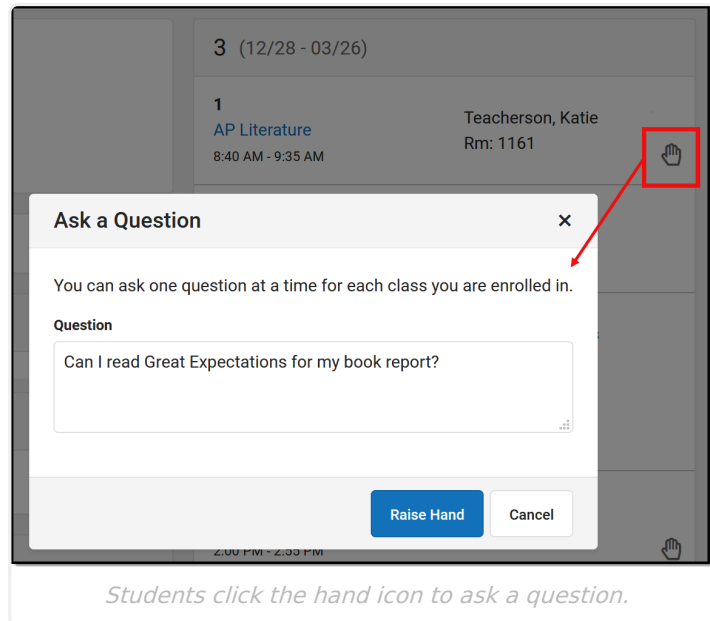 3 (12/28 - 03/26)
1
AP Literature
8:40 AM - 9:35 AM
Teacherson, Katie
Rm: 1161
Ask a Question
×
You can ask one question at a time for each class you are enrolled in.
Question
Can I read Great Expectations for my book report?
Raise Hand
Cancel
2:00 PM - 2:55 PM
Students click the hand icon to ask a question.